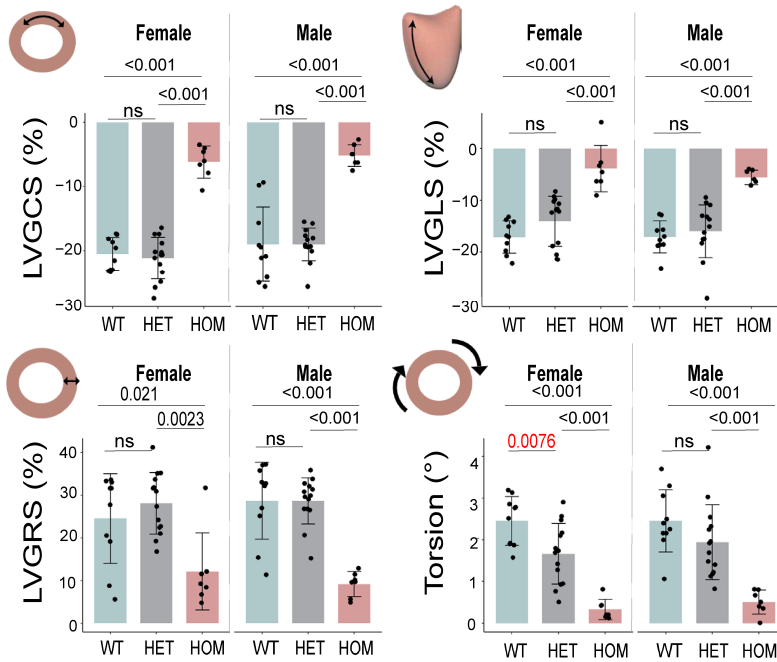 Female Male
<0.001 <0.001
<0.001 <0.001
ns ns
LVGCS (%)
0
−10
−20
−30
WT HET HOM WT HET HOM
Female Male
<0.001 <0.001
<0.001 <0.001
ns ns
LVGLS (%)
0
−10
−20
−30
WT HET HOM WT HET HOM
Female Male
0.021 <0.001
0.0023 <0.001
ns ns
LVGRS (%)
40
30
20
10
0
WT HET HOM WT HET HOM
Female Male
<0.001 <0.001
<0.001 <0.001
0.0076 ns
Torsion (°)
4
3
2
1
0
WT HET HOM WT HET HOM